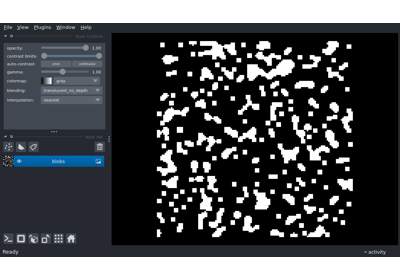 File View Plugins Window Help
opacity: 1.00
contrast limits:
auto-contrast: once continuous
gamma: 1.00
colormap: gray
blending: translucent_no_depth
interpolation: nearest
blobs
Ready
activity